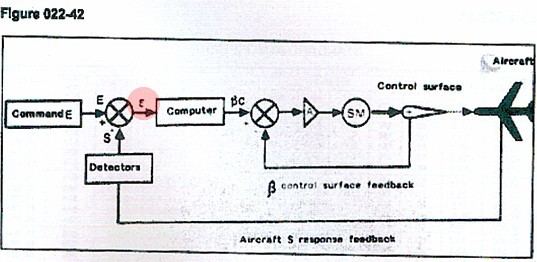 Figure 022-42
Aircraft
Control surface
Command E
E
ε
Computer
βc
A
SM
+
S
-
-
Detectors
β control surface feedback
Aircraft S response feedback